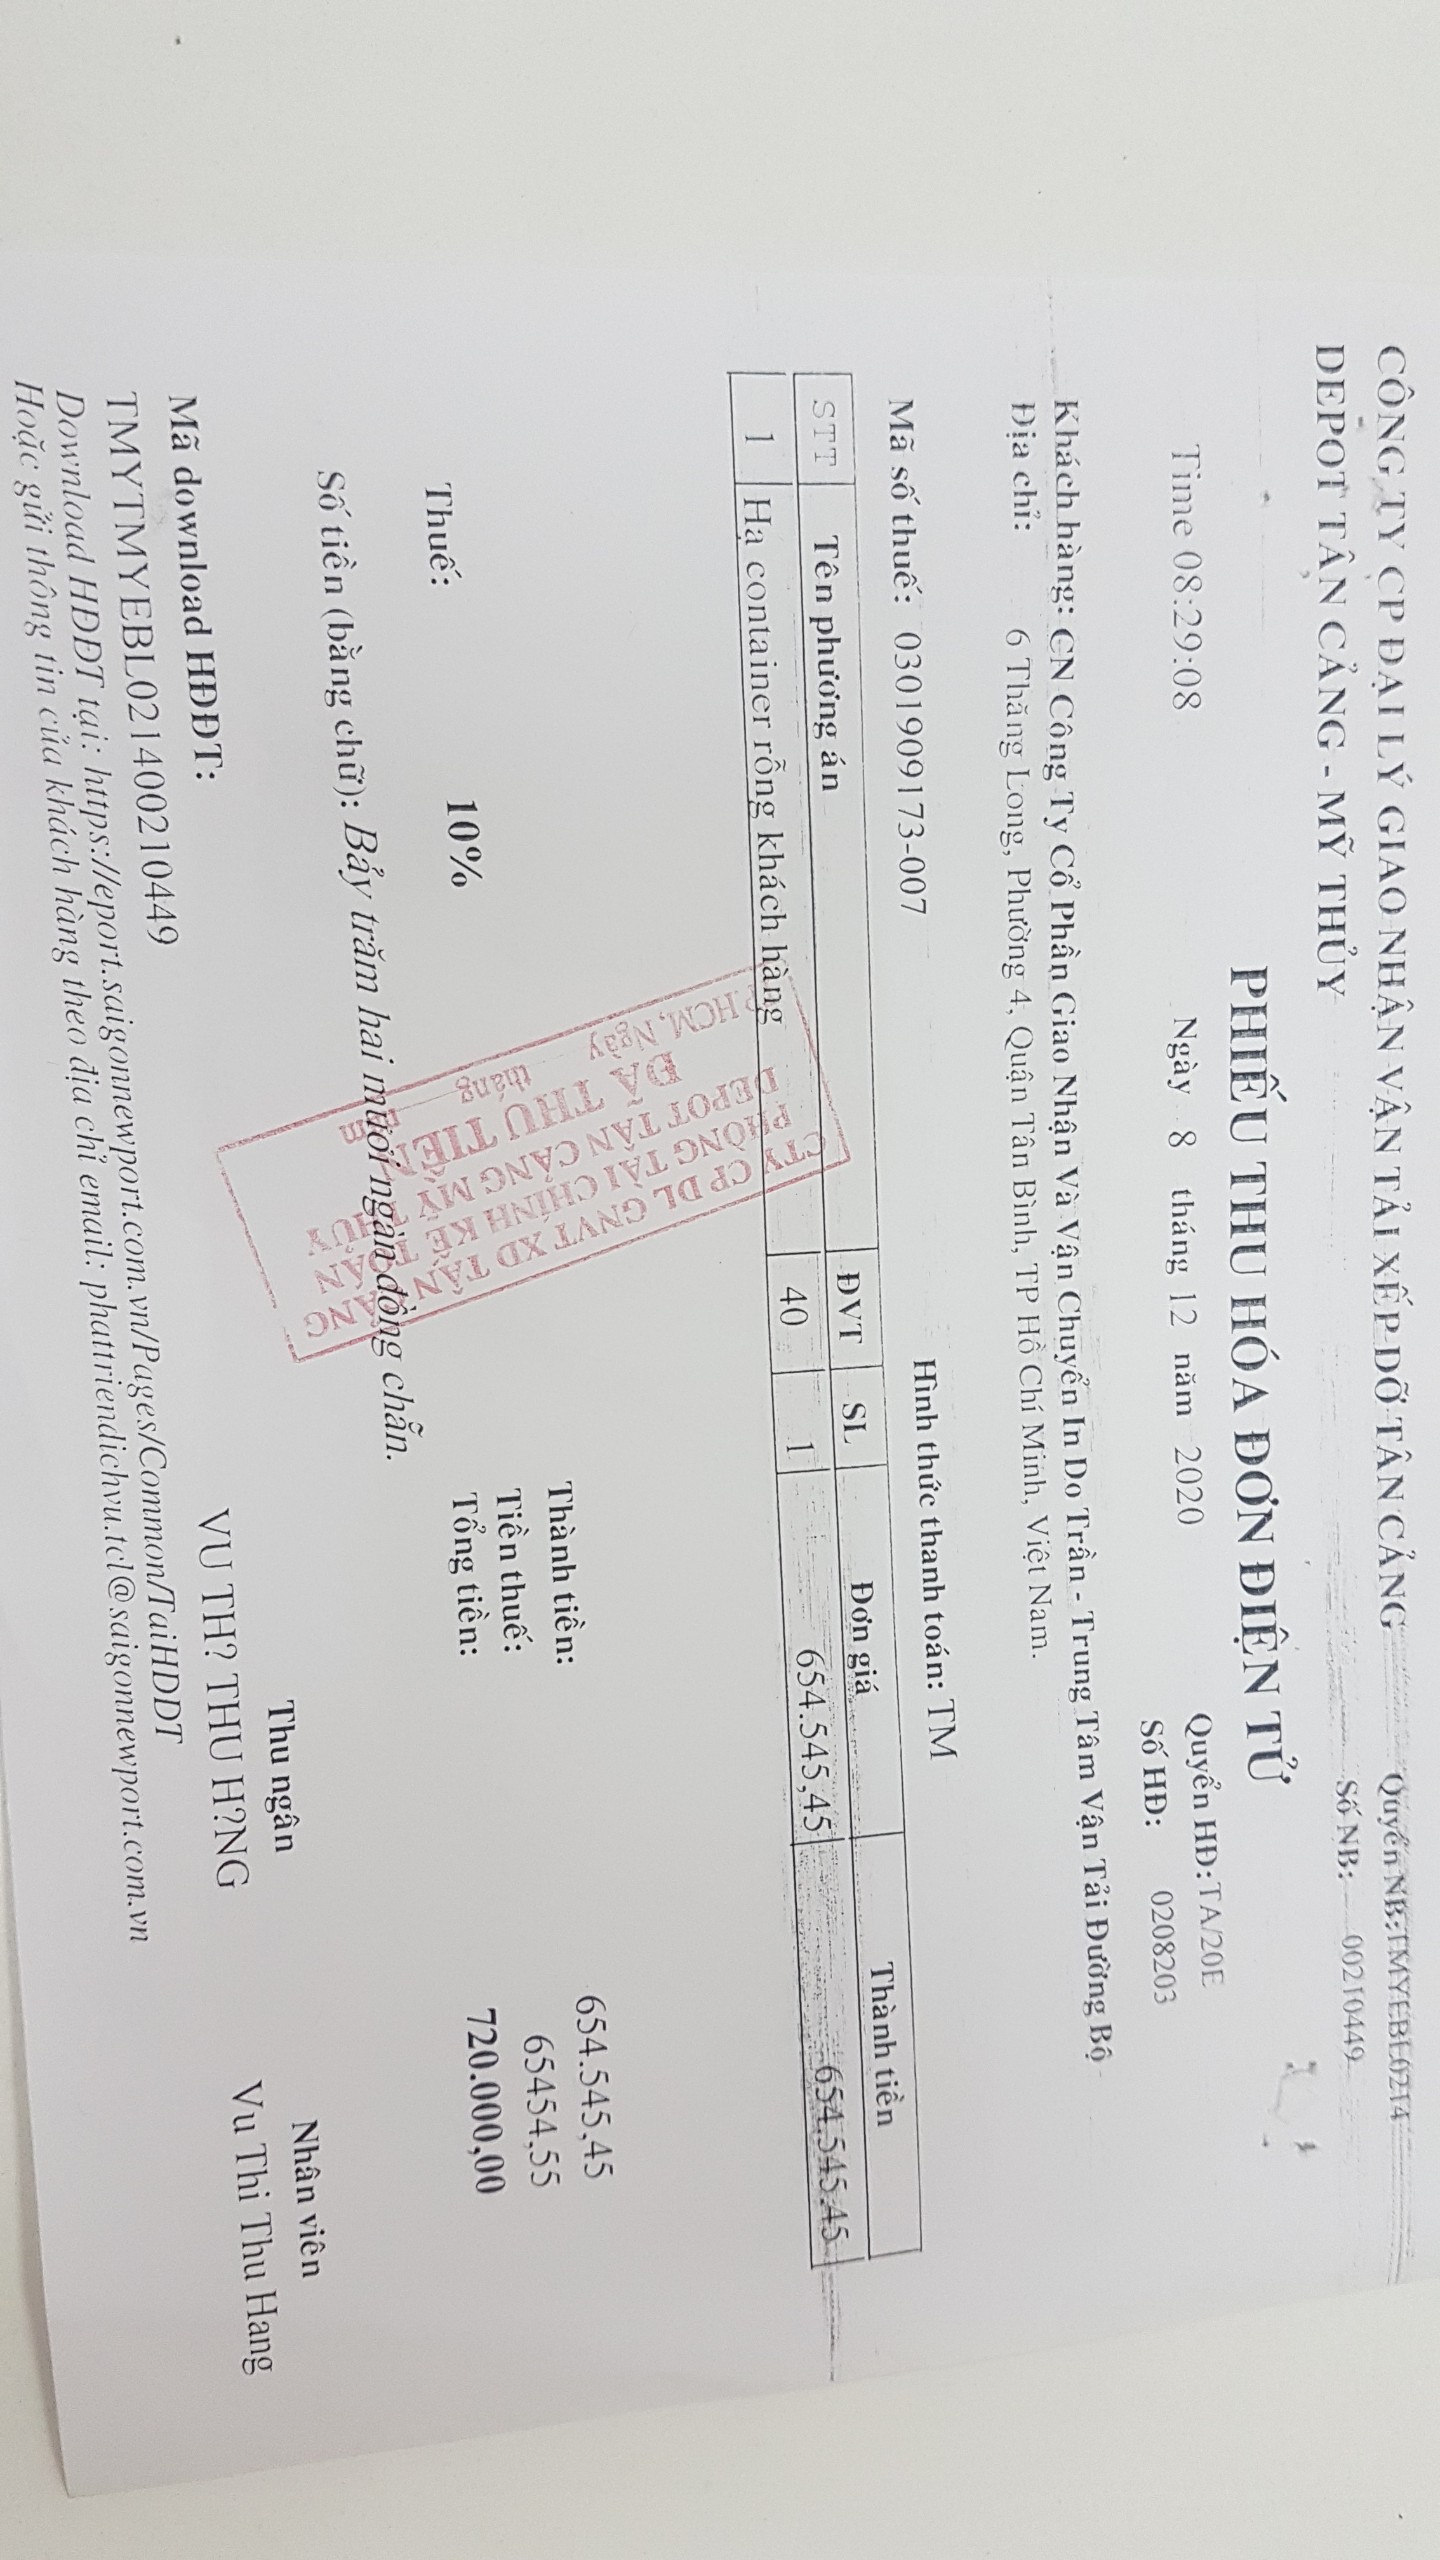 CÔNG TY CP ĐẠI LÝ GIAO NHẬN VẬN TẢI XẾP DỠ TÂN CẢNG Quyển NB:TMYEBL0214
DEPOT TÂN CẢNG - MỸ THỦY Số NB: 00210449
PHIẾU THU HÓA ĐƠN ĐIỆN TỬ
Quyển HĐ:TA/20E
Time 08:29:08 Ngày 8 tháng 12 năm 2020
Số HĐ: 0208203
Khách hàng: CN Công Ty Cổ Phần Giao Nhận Và Vận Chuyển In Do Trần - Trung Tâm Vận Tải Đường Bộ
Địa chỉ: 6 Thăng Long, Phường 4, Quận Tân Bình, TP Hồ Chí Minh, Việt Nam.
Mã số thuế: 0301909173-007 Hình thức thanh toán: TM
STT Tên phương án ĐVT SL Đơn giá Thành tiền
1 Hạ container rỗng khách hàng 40 1 654.545,45 654.545,45
Thành tiền: 654.545,45
Tiền thuế: 65454,55
Thuế: 10% Tổng tiền: 720.000,00
Số tiền (bằng chữ): Bảy trăm hai mươi ngàn đồng chẵn.
CTY CP DL GNVT XD TÂN CẢNG
PHÒNG TÀI CHÍNH KẾ TOÁN
DEPOT TÂN CẢNG MỸ THỦY
ĐÃ THU TIỀN
P.HCM, Ngày tháng năm
Thu ngân Nhân viên
Mã download HĐĐT: VU TH? THU H?NG Vu Thi Thu Hang
TMYTMYEBL021400210449
Download HĐĐT tại: https://eport.saigonnewport.com.vn/Pages/Common/TaiHDDT
Hoặc gửi thông tin của khách hàng theo địa chỉ email: phattriendichvu.tcl@saigonnewport.com.vn